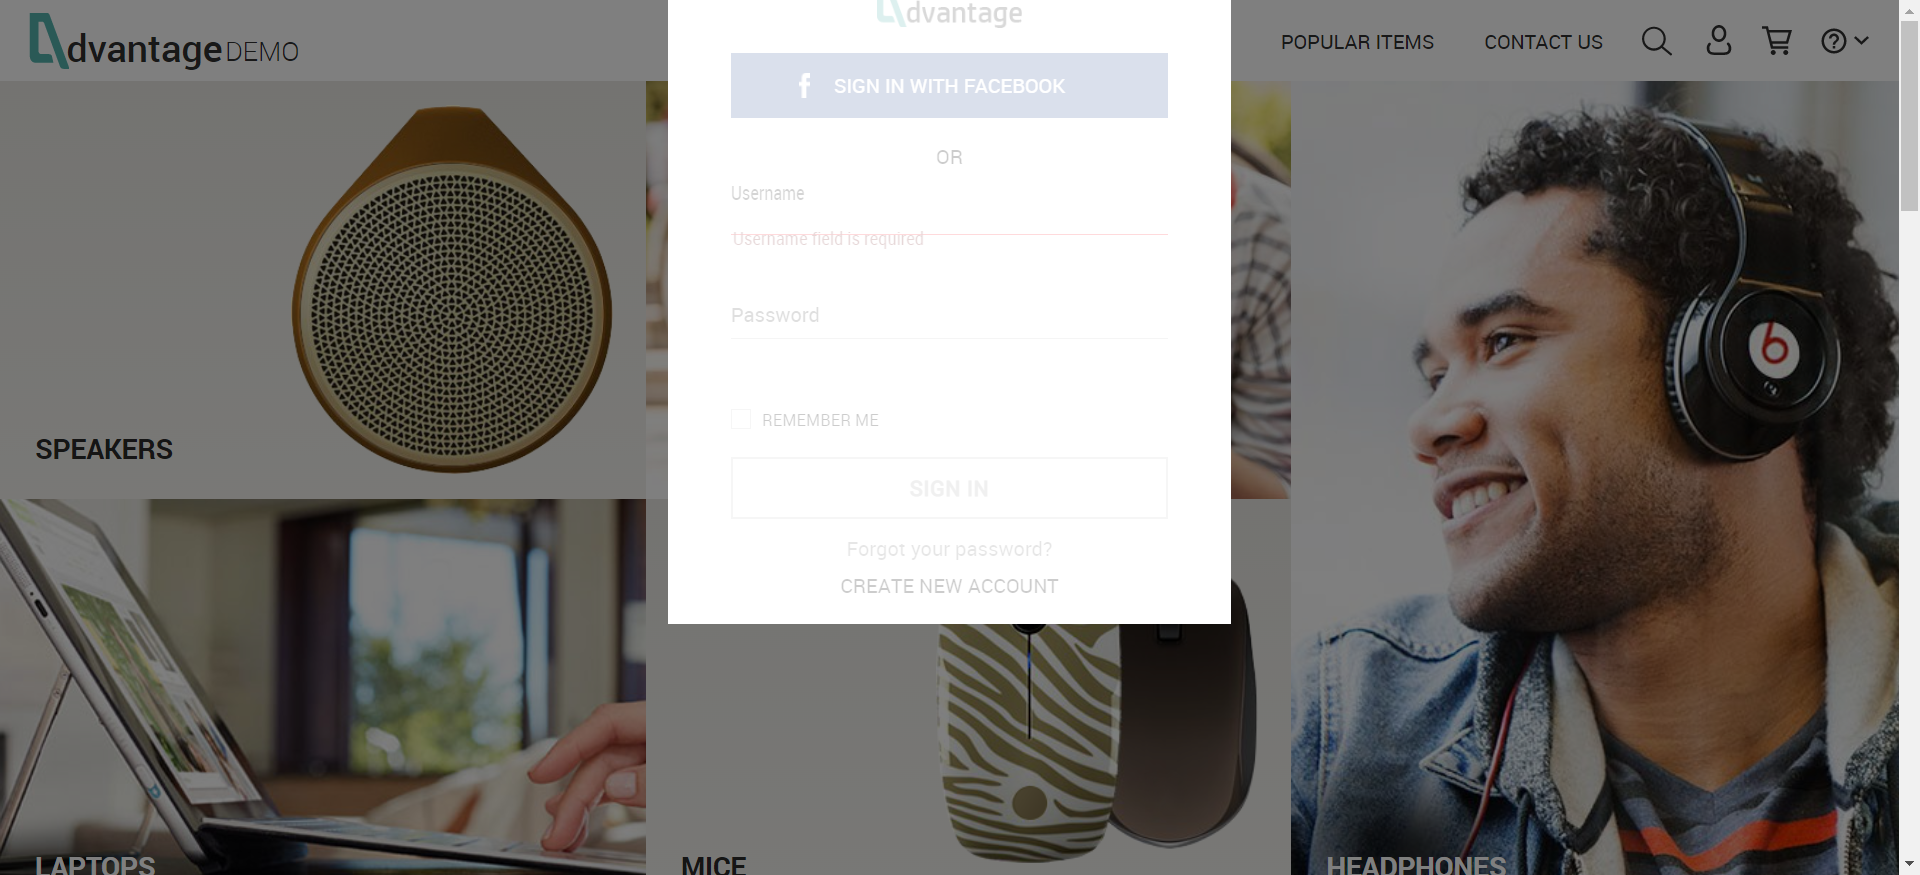 dvantage DEMO
dvantage
POPULAR ITEMS
CONTACT US
SIGN IN WITH FACEBOOK
OR
Username
Username field is required
Password
REMEMBER ME
SIGN IN
Forgot your password?
CREATE NEW ACCOUNT
SPEAKERS
LAPTOPS
MICE
HEADPHONES